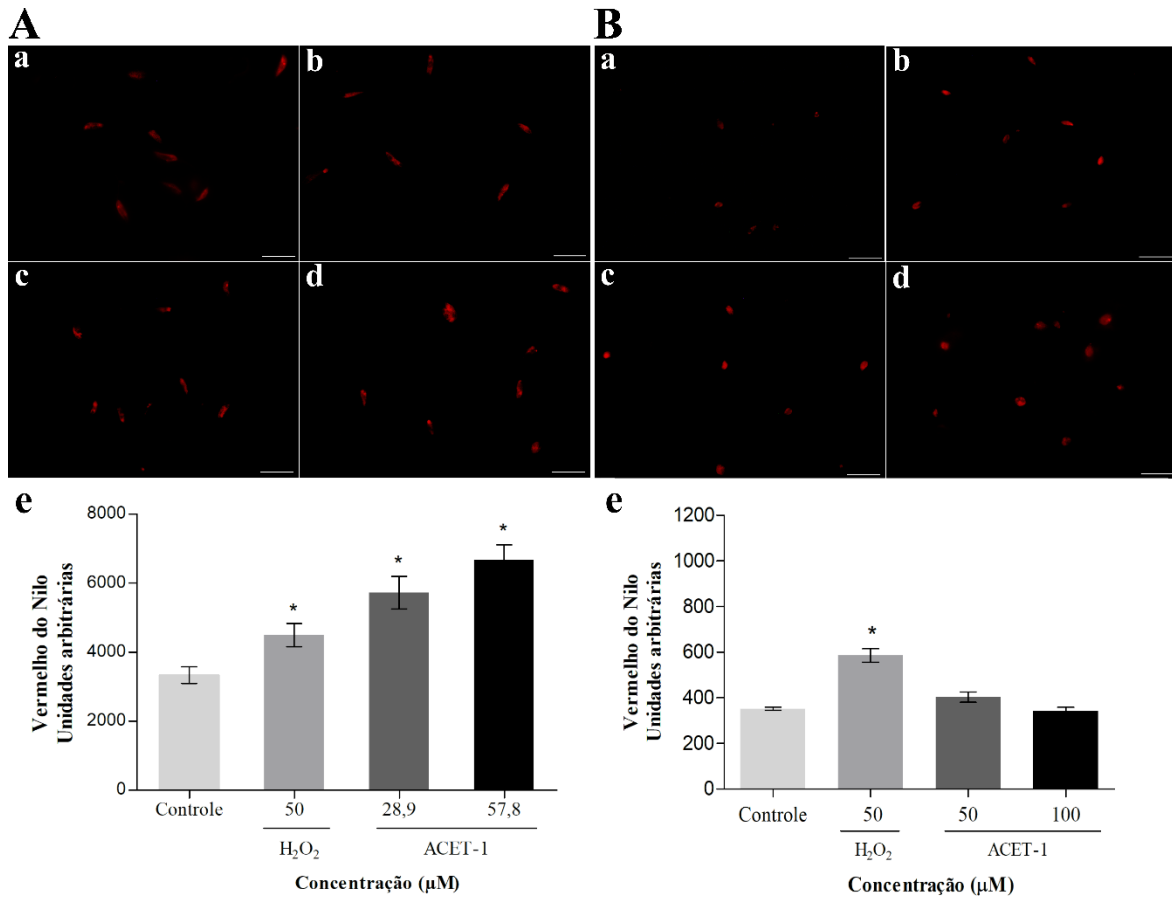 A
B
a
b
a
b
c
d
c
d
e
8000
6000
4000
2000
0
Vermelho do Nilo
Unidades arbitrárias
*
*
*
Controle
50
28,9
57,8
H₂O₂
ACET-1
Concentração (µM)
e
1200
1000
800
600
400
200
0
Vermelho do Nilo
Unidades arbitrárias
*
Controle
50
50
100
H₂O₂
ACET-1
Concentração (µM)